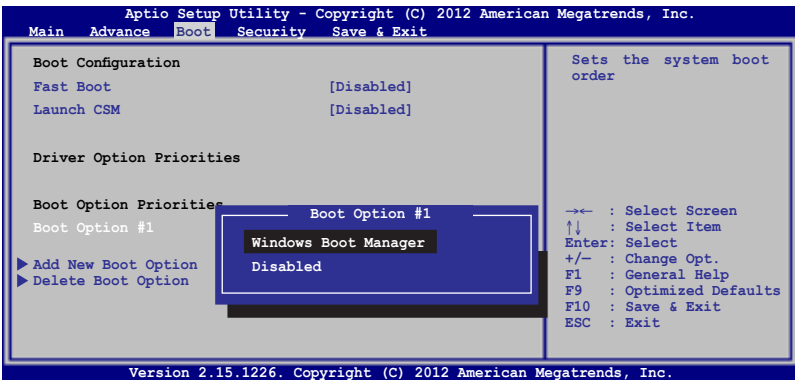 Aptio Setup Utility - Copyright (C) 2012 American Megatrends, Inc.
Main Advance Boot Security Save & Exit
Boot Configuration
Fast Boot [Disabled]
Launch CSM [Disabled]
Driver Option Priorities
Boot Option Priorities
Boot Option #1
Add New Boot Option
Delete Boot Option
Boot Option #1
Windows Boot Manager
Disabled
Sets the system boot
order
→← : Select Screen
↑↓ : Select Item
Enter: Select
+/— : Change Opt.
F1 : General Help
F9 : Optimized Defaults
F10 : Save & Exit
ESC : Exit
Version 2.15.1226. Copyright (C) 2012 American Megatrends, Inc.